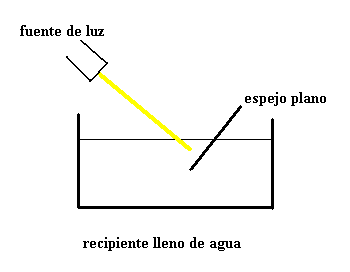 fuente de luz
espejo plano
recipiente lleno de agua